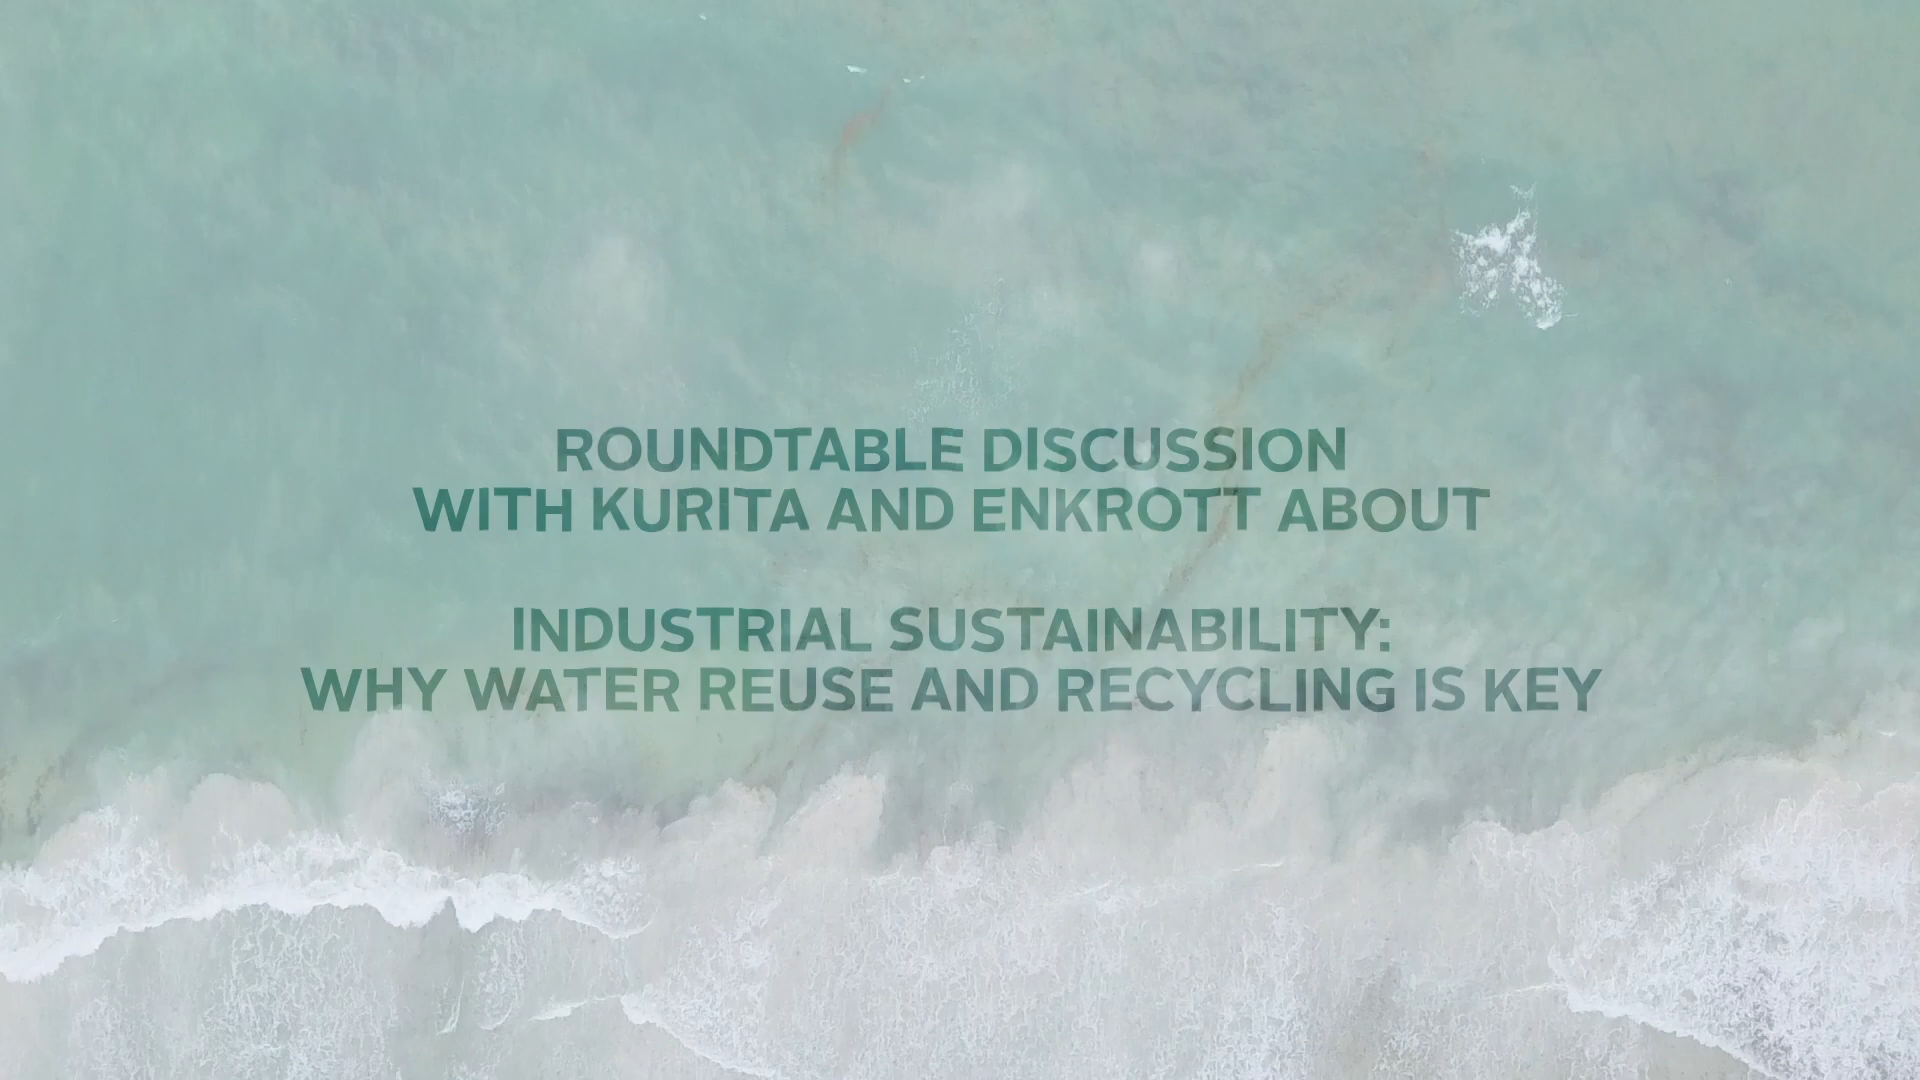 ROUNDTABLE DISCUSSION
WITH KURITA AND ENKROTT ABOUT
INDUSTRIAL SUSTAINABILITY:
WHY WATER REUSE AND RECYCLING IS KEY